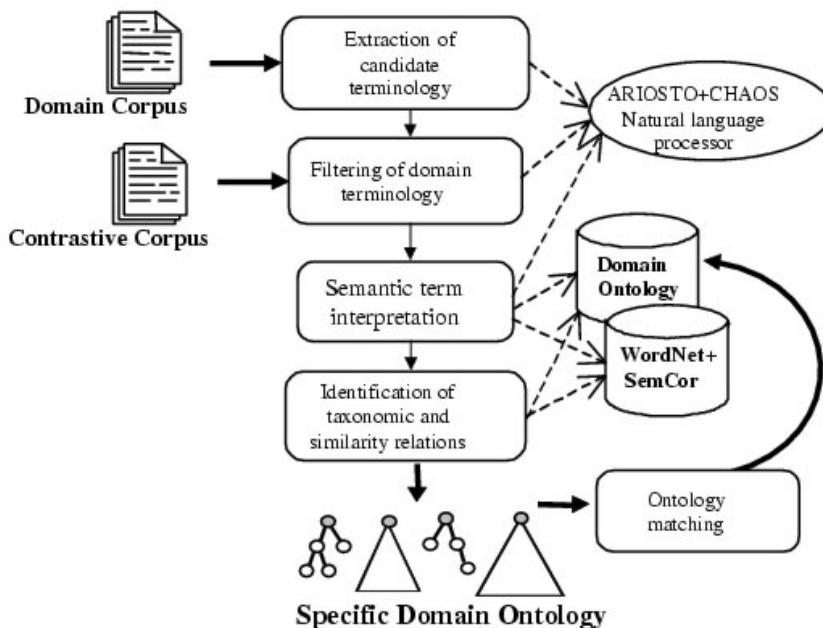 Extraction of
candidate
terminology
Domain Corpus
ARIOSTO+CHAOS
Natural language
processor
Filtering of domain
terminology
Contrastive Corpus
Semantic term
interpretation
Domain
Ontology
WordNet+
SemCor
Identification of
taxonomic and
similarity relations
Ontology
matching
Specific Domain Ontology